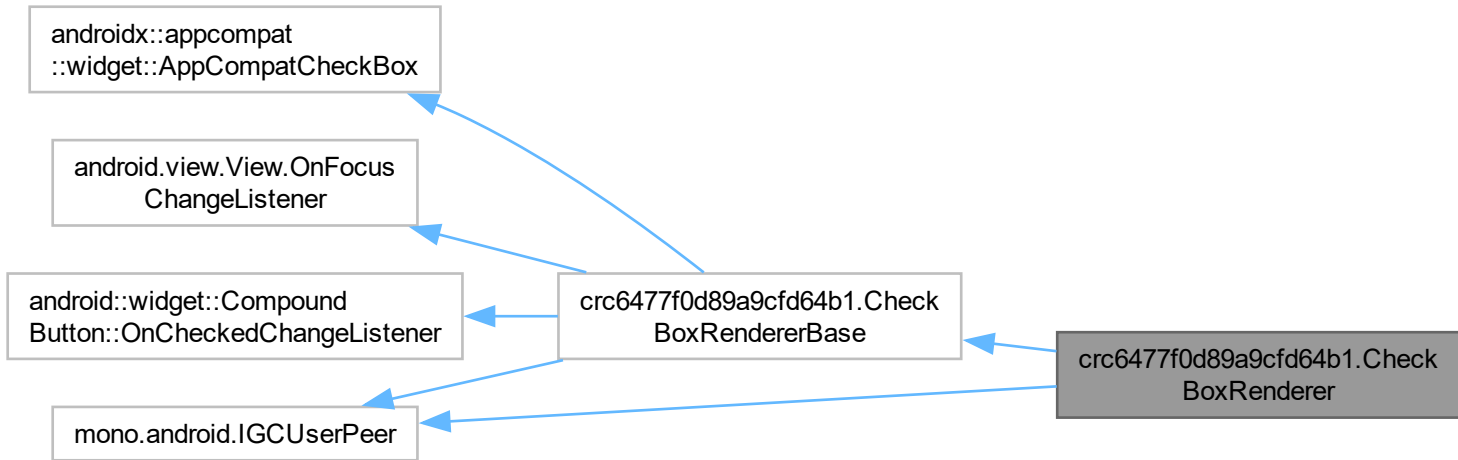 androidx::appcompat
::widget::AppCompatCheckBox
android.view.View.OnFocus
ChangeListener
android::widget::Compound
Button::OnCheckedChangeListener
mono.android.IGCUserPeer
crc6477f0d89a9cfd64b1.Check
BoxRendererBase
crc6477f0d89a9cfd64b1.Check
BoxRenderer